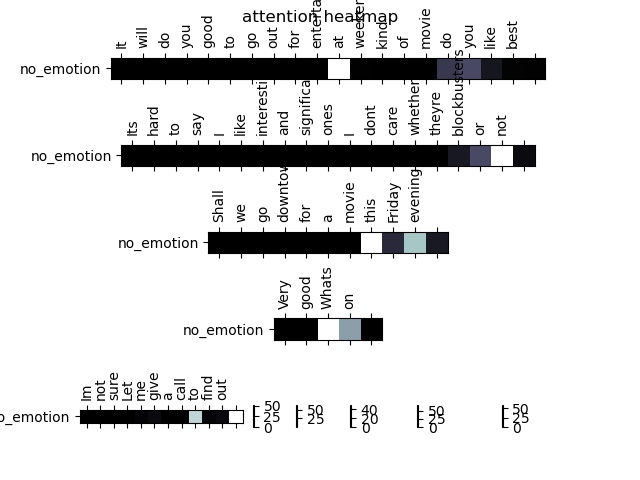 attention heatmap
It will do you good to go out for enterta at weeken kind of movie do you like best
no_emotion
Its hard to say I like interesti and significa ones I dont care whether theyre blockbusters or not
no_emotion
Shall we go downtow for a movie this Friday evening
no_emotion
Very good Whats on
no_emotion
Im not sure Let me give a call to find out
o_emotion
50 50 40 50 50
25 25 20 25 25
0 0 0 0